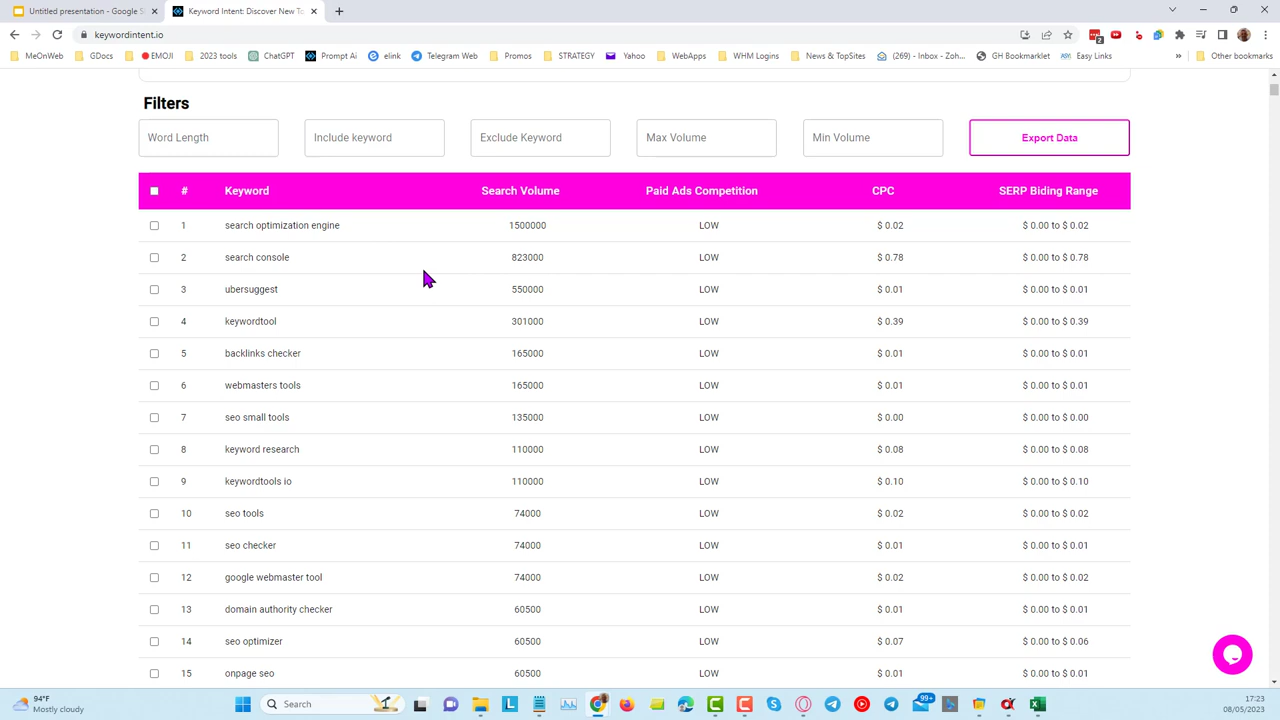 Untitled presentation - Google S
Keyword Intent: Discover New To
keywordintent.io
2
MeOnWeb
GDocs
EMOJI
2023 tools
ChatGPT
Prompt Ai
elink
Telegram Web
Promos
STRATEGY
Yahoo
WebApps
WHM Logins
News & TopSites
(269) - Inbox - Zoh...
GH Bookmarklet
Easy Links
»
Other bookmarks
Filters
Word Length
Include keyword
Exclude Keyword
Max Volume
Min Volume
Export Data
# Keyword Search Volume Paid Ads Competition CPC SERP Biding Range
1 search optimization engine 1500000 LOW $ 0.02 $ 0.00 to $ 0.02
2 search console 823000 LOW $ 0.78 $ 0.00 to $ 0.78
3 ubersuggest 550000 LOW $ 0.01 $ 0.00 to $ 0.01
4 keywordtool 301000 LOW $ 0.39 $ 0.00 to $ 0.39
5 backlinks checker 165000 LOW $ 0.01 $ 0.00 to $ 0.01
6 webmasters tools 165000 LOW $ 0.01 $ 0.00 to $ 0.01
7 seo small tools 135000 LOW $ 0.00 $ 0.00 to $ 0.00
8 keyword research 110000 LOW $ 0.08 $ 0.00 to $ 0.08
9 keywordtools io 110000 LOW $ 0.10 $ 0.00 to $ 0.10
10 seo tools 74000 LOW $ 0.02 $ 0.00 to $ 0.02
11 seo checker 74000 LOW $ 0.01 $ 0.00 to $ 0.01
12 google webmaster tool 74000 LOW $ 0.02 $ 0.00 to $ 0.02
13 domain authority checker 60500 LOW $ 0.01 $ 0.00 to $ 0.01
14 seo optimizer 60500 LOW $ 0.07 $ 0.00 to $ 0.06
15 onpage seo 60500 LOW $ 0.01 $ 0.00 to $ 0.01
94°F
Mostly cloudy
Search
99+
17:23
08/05/2023